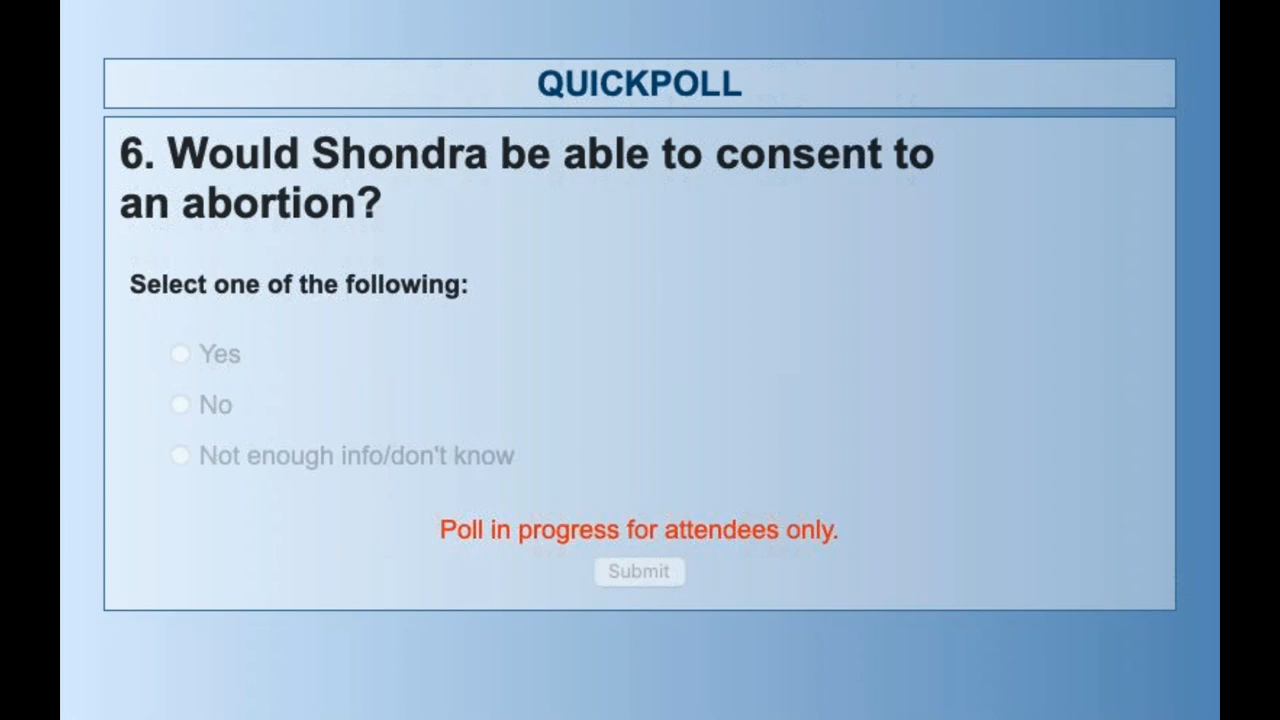 QUICKPOLL
6. Would Shondra be able to consent to
an abortion?
Select one of the following:
Yes
No
Not enough info/don't know
Poll in progress for attendees only.
Submit